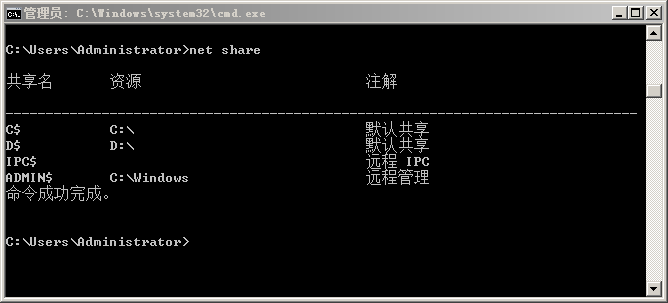 管理员: C:\Windows\system32\cmd.exe
C:\Users\Administrator>net share
共享名 资源 注解
-------------------------------------------------------------------------------
C$ C:\ 默认共享
D$ D:\ 默认共享
IPC$ 远程 IPC
ADMIN$ C:\Windows 远程管理
命令成功完成。
C:\Users\Administrator>